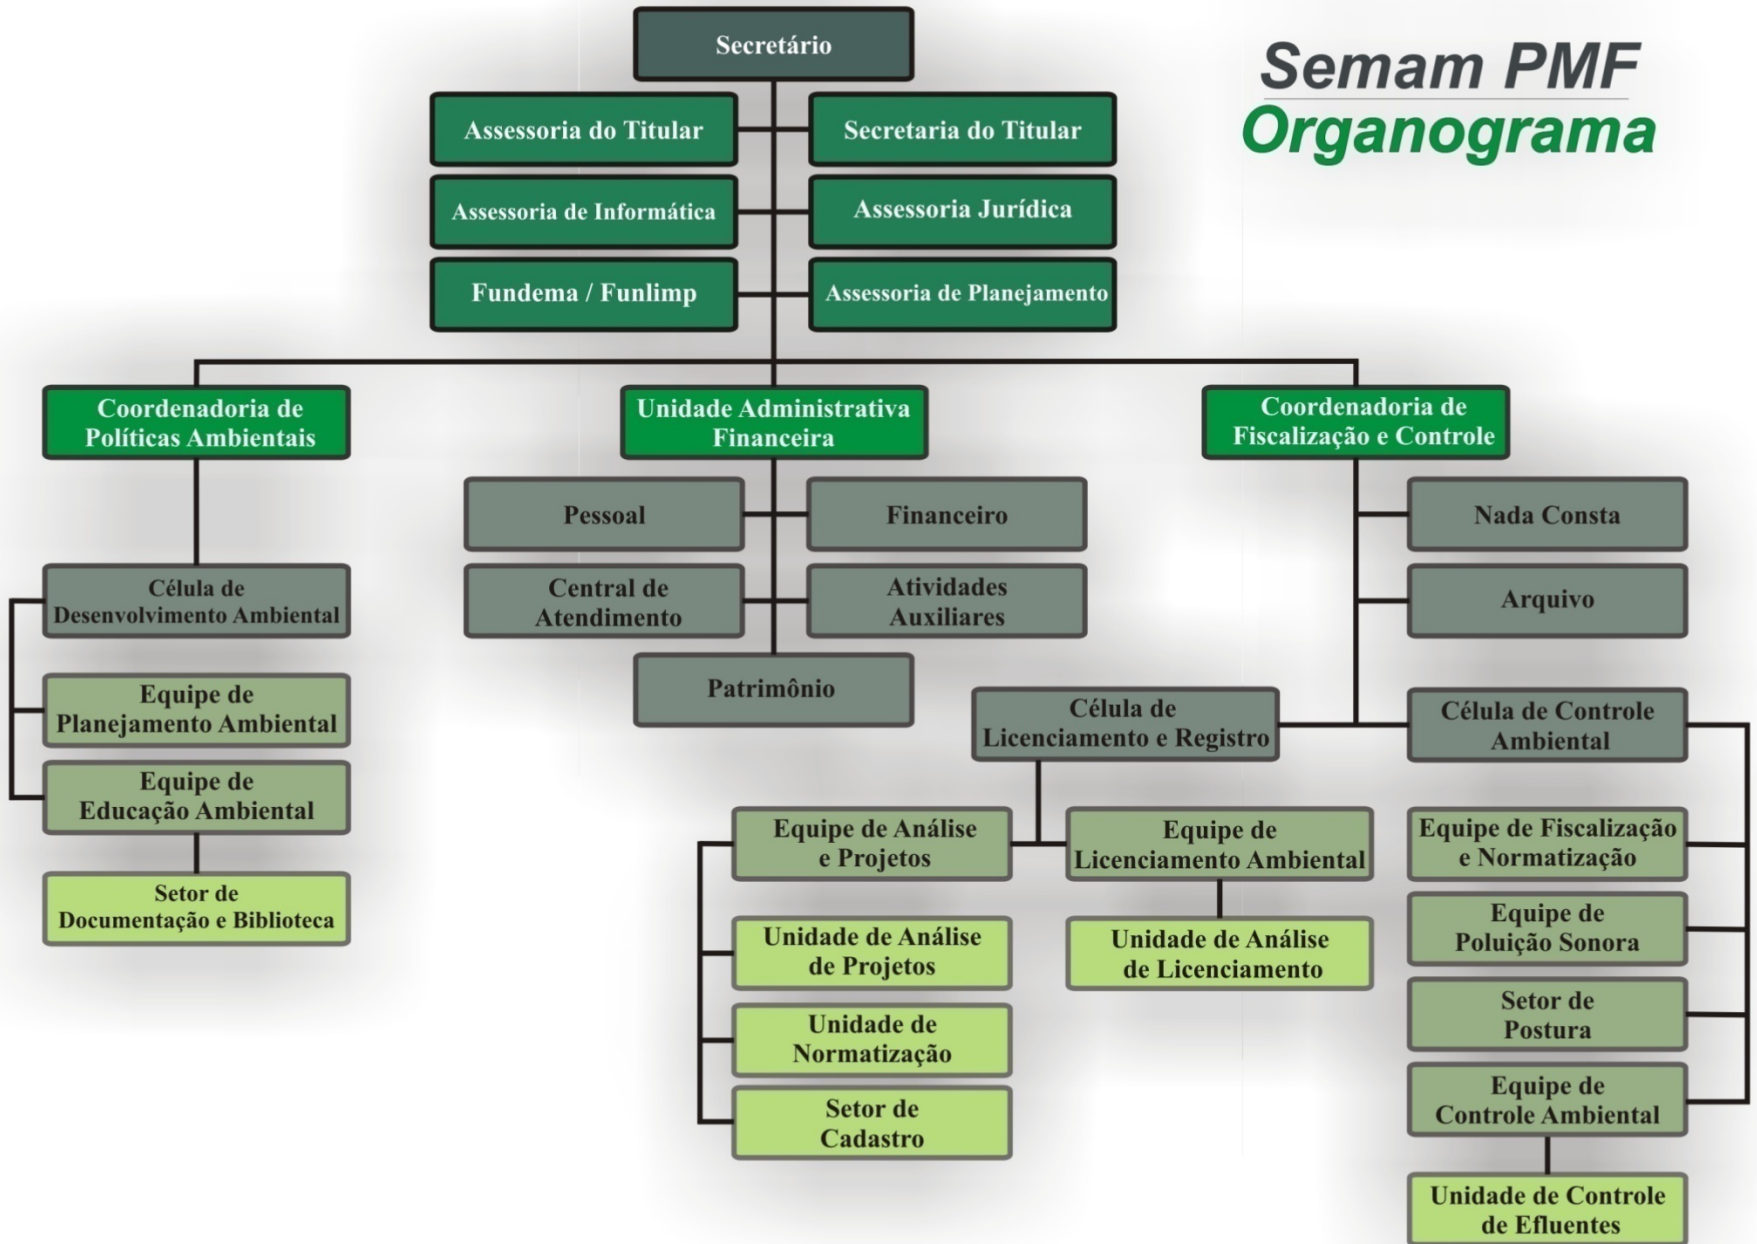 Secretário
Semam PMF
Organograma
Assessoria do Titular
Secretaria do Titular
Assessoria de Informática
Assessoria Jurídica
Fundema / Funlimp
Assessoria de Planejamento
Coordenadoria de
Políticas Ambientais
Unidade Administrativa
Financeira
Coordenadoria de
Fiscalização e Controle
Pessoal
Financeiro
Nada Consta
Célula de
Desenvolvimento Ambiental
Central de
Atendimento
Atividades
Auxiliares
Arquivo
Equipe de
Planejamento Ambiental
Patrimônio
Célula de
Licenciamento e Registro
Célula de Controle
Ambiental
Equipe de
Educação Ambiental
Equipe de Análise
e Projetos
Equipe de
Licenciamento Ambiental
Equipe de Fiscalização
e Normatização
Setor de
Documentação e Biblioteca
Unidade de Análise
de Projetos
Unidade de Análise
de Licenciamento
Equipe de
Poluição Sonora
Unidade de
Normatização
Setor de
Postura
Setor de
Cadastro
Equipe de
Controle Ambiental
Unidade de Controle
de Efluentes